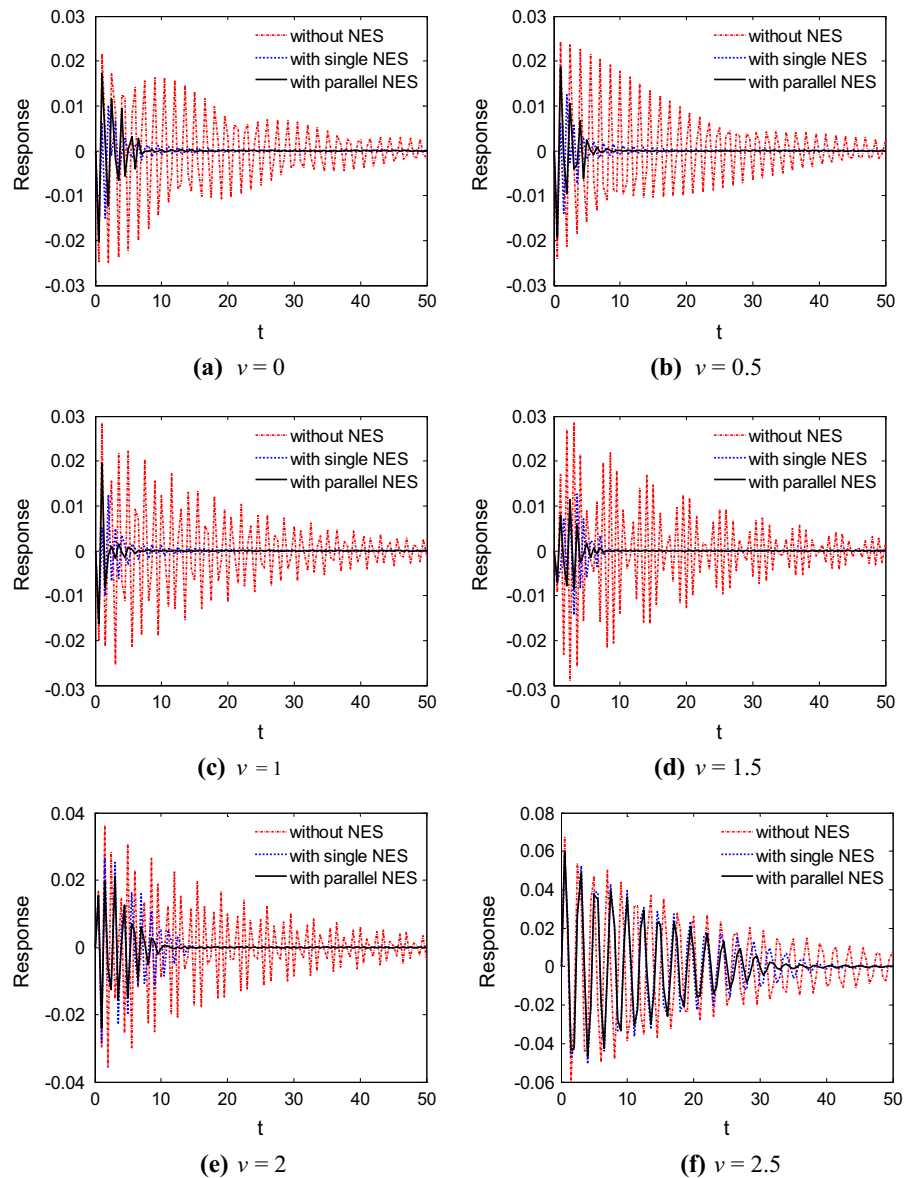 0.03
0.02
0.01
0
-0.01
-0.02
-0.03
Response
without NES
with single NES
with parallel NES
0 10 20 30 40 50
t
(a) v = 0
0.03
0.02
0.01
0
-0.01
-0.02
-0.03
Response
without NES
with single NES
with parallel NES
0 10 20 30 40 50
t
(b) v = 0.5
0.03
0.02
0.01
0
-0.01
-0.02
-0.03
Response
without NES
with single NES
with parallel NES
0 10 20 30 40 50
t
(c) v = 1
0.03
0.02
0.01
0
-0.01
-0.02
-0.03
Response
without NES
with single NES
with parallel NES
0 10 20 30 40 50
t
(d) v = 1.5
0.04
0.02
0
-0.02
-0.04
Response
without NES
with single NES
with parallel NES
0 10 20 30 40 50
t
(e) v = 2
0.08
0.06
0.04
0.02
0
-0.02
-0.04
-0.06
Response
without NES
with single NES
with parallel NES
0 10 20 30 40 50
t
(f) v = 2.5